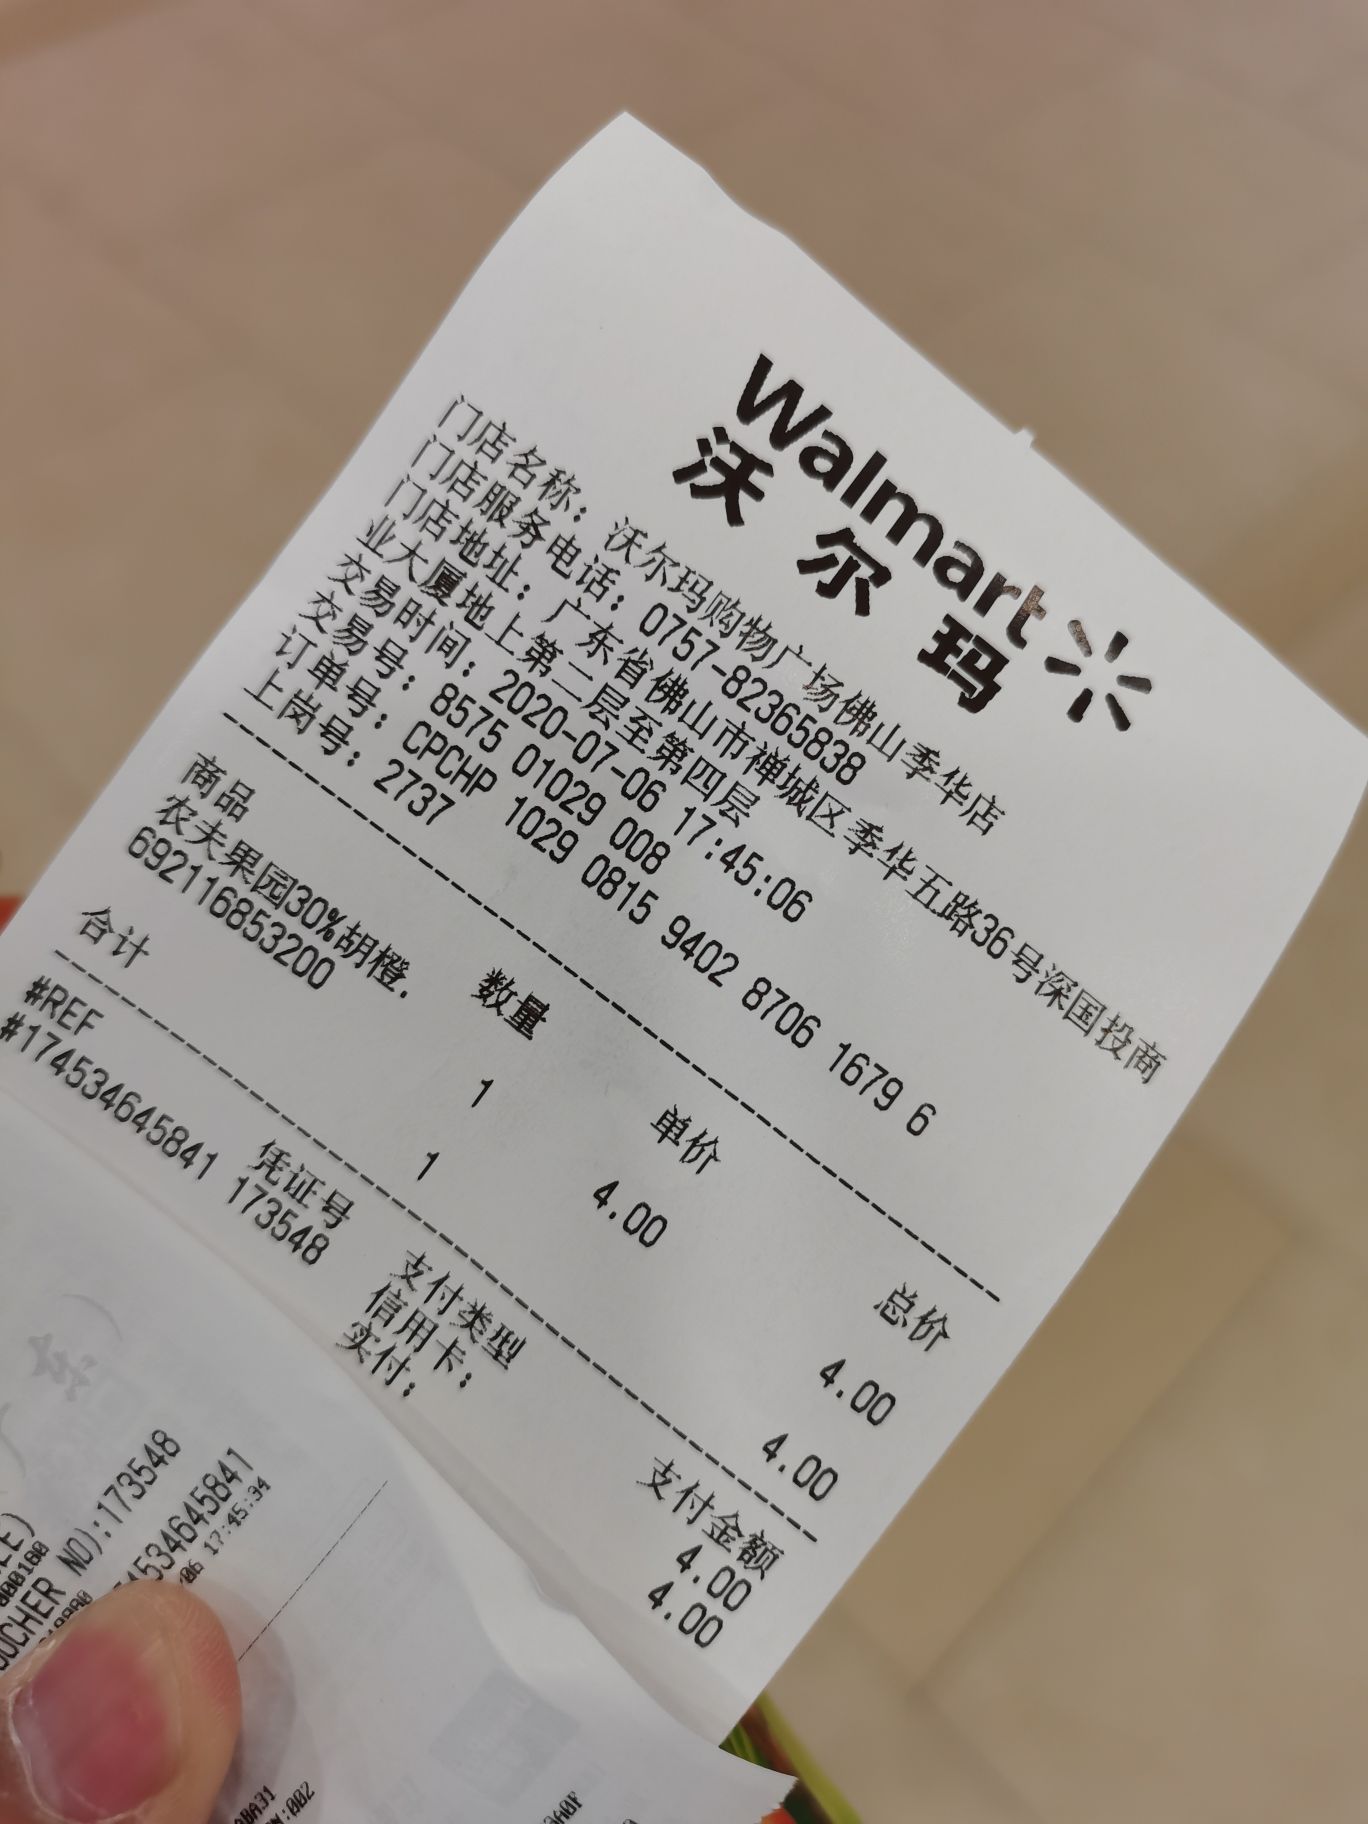 Walmart
沃尔玛
门店名称：沃尔玛购物广场佛山季华店
门店服务电话：0757-82365838
门店地址：广东省佛山市禅城区季华五路36号深国投商
业大厦地上第二层至第四层
交易时间：2020-07-06 17:45:06
交易号：8575 01029 008
订单号：CPCHP 1029 0815 9402 8706 1679 6
上岗号：2737
商品 数量 单价 总价
农夫果园30%胡橙.
6921168532​00 1 4.00 4.00
合计 1 4.00
#REF 凭证号 支付类型 支付金额
#174534645841 173548 信用卡： 4.00
实付： 4.00
NO):173548
4534645841
06 17:45:34